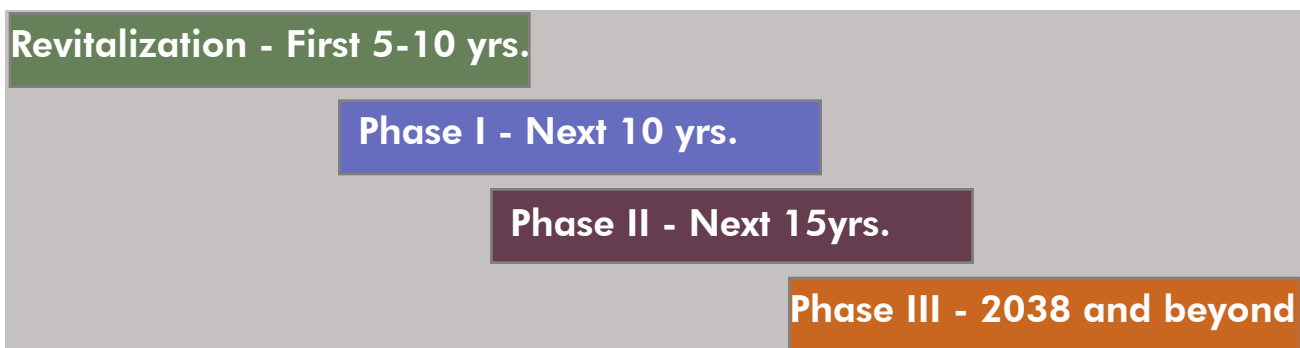 Revitalization - First 5-10 yrs.
Phase I - Next 10 yrs.
Phase II - Next 15yrs.
Phase III - 2038 and beyond